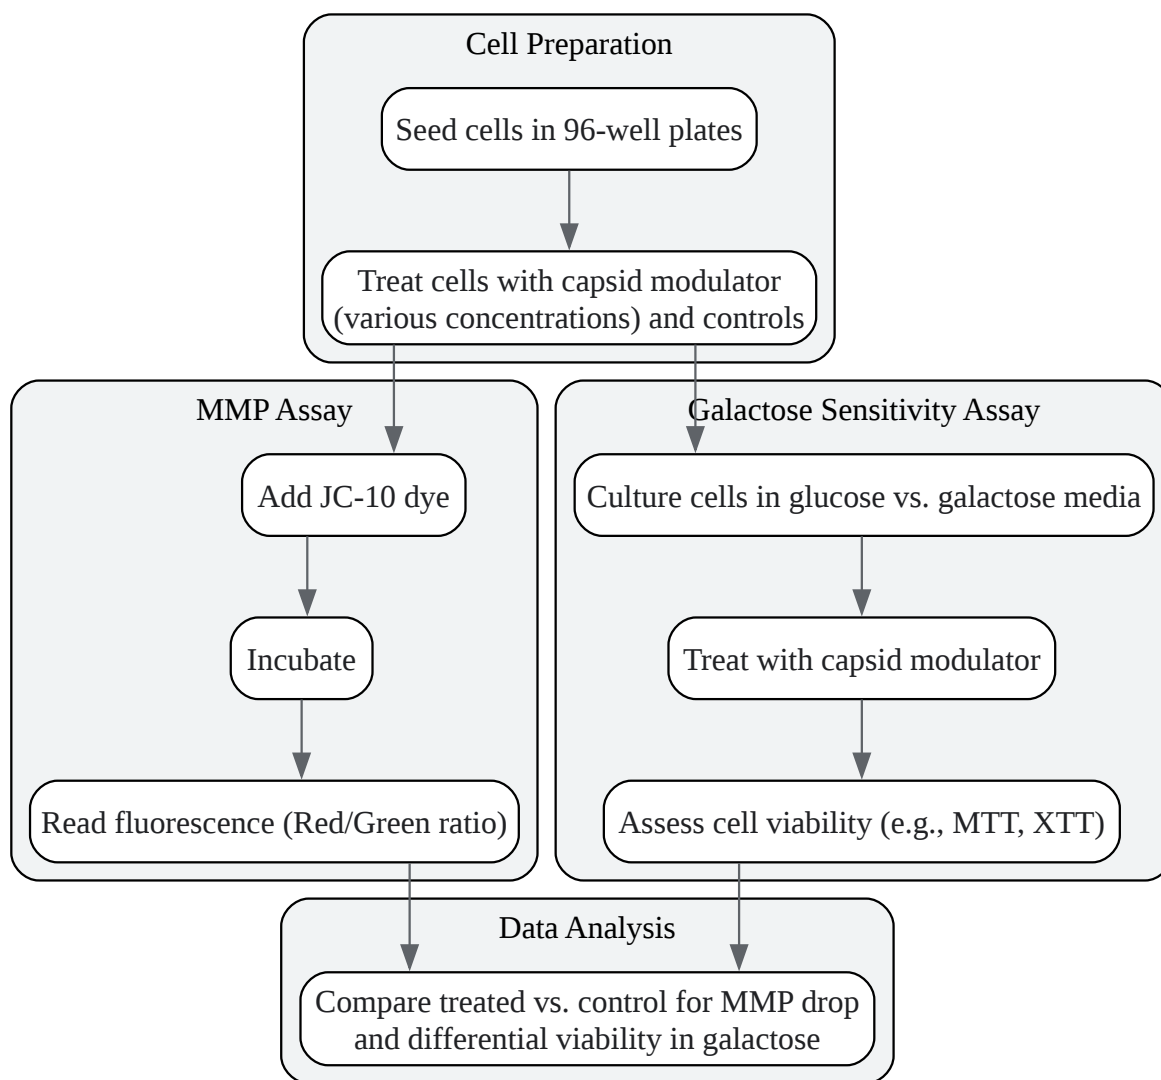 Cell Preparation
Seed cells in 96-well plates
Treat cells with capsid modulator
(various concentrations) and controls
MMP Assay
Add JC-10 dye
Incubate
Read fluorescence (Red/Green ratio)
Galactose Sensitivity Assay
Culture cells in glucose vs. galactose media
Treat with capsid modulator
Assess cell viability (e.g., MTT, XTT)
Data Analysis
Compare treated vs. control for MMP drop
and differential viability in galactose